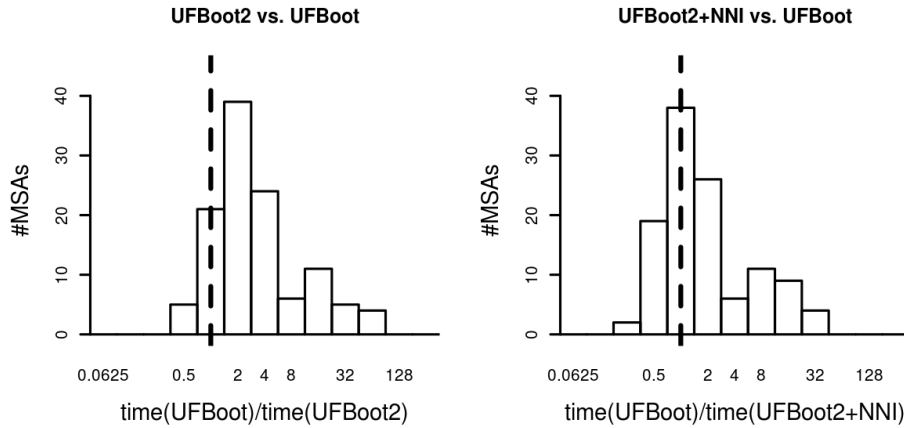 UFBoot2 vs. UFBoot
#MSAs
40
30
20
10
0
0.0625 0.5 2 4 8 32 128
time(UFBoot)/time(UFBoot2)
UFBoot2+NNI vs. UFBoot
#MSAs
40
30
20
10
0
0.0625 0.5 2 4 8 32 128
time(UFBoot)/time(UFBoot2+NNI)